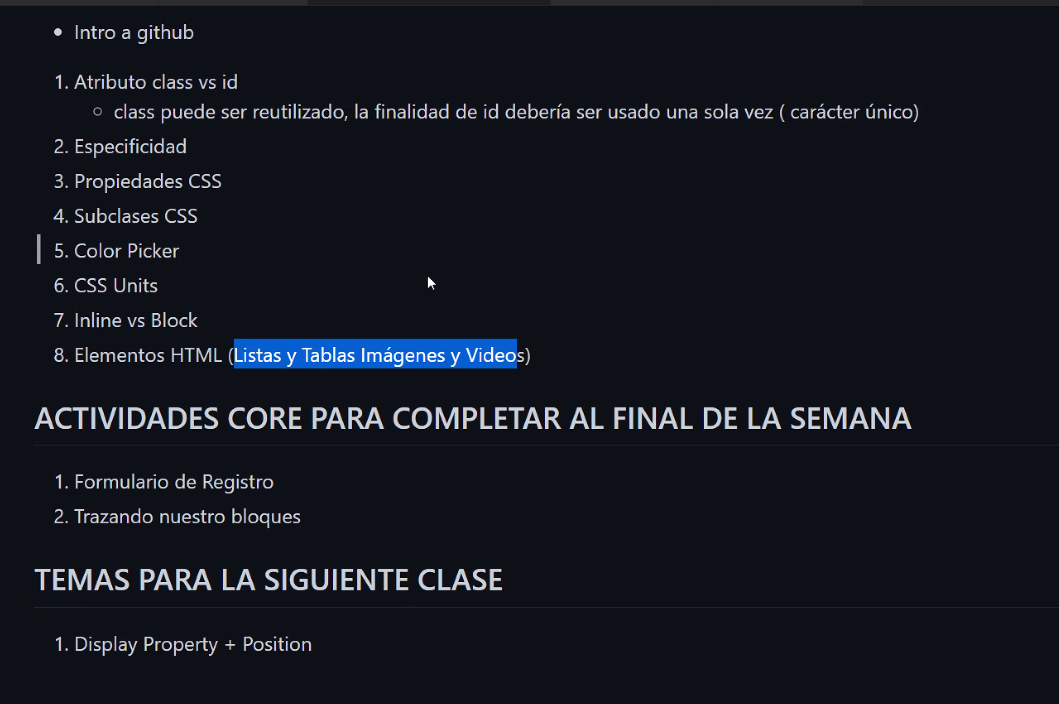 • Intro a github
1. Atributo class vs id
○ class puede ser reutilizado, la finalidad de id debería ser usado una sola vez ( carácter único)
2. Especificidad
3. Propiedades CSS
4. Subclases CSS
5. Color Picker
6. CSS Units
7. Inline vs Block
8. Elementos HTML (Listas y Tablas Imágenes y Videos)
ACTIVIDADES CORE PARA COMPLETAR AL FINAL DE LA SEMANA
1. Formulario de Registro
2. Trazando nuestro bloques
TEMAS PARA LA SIGUIENTE CLASE
1. Display Property + Position